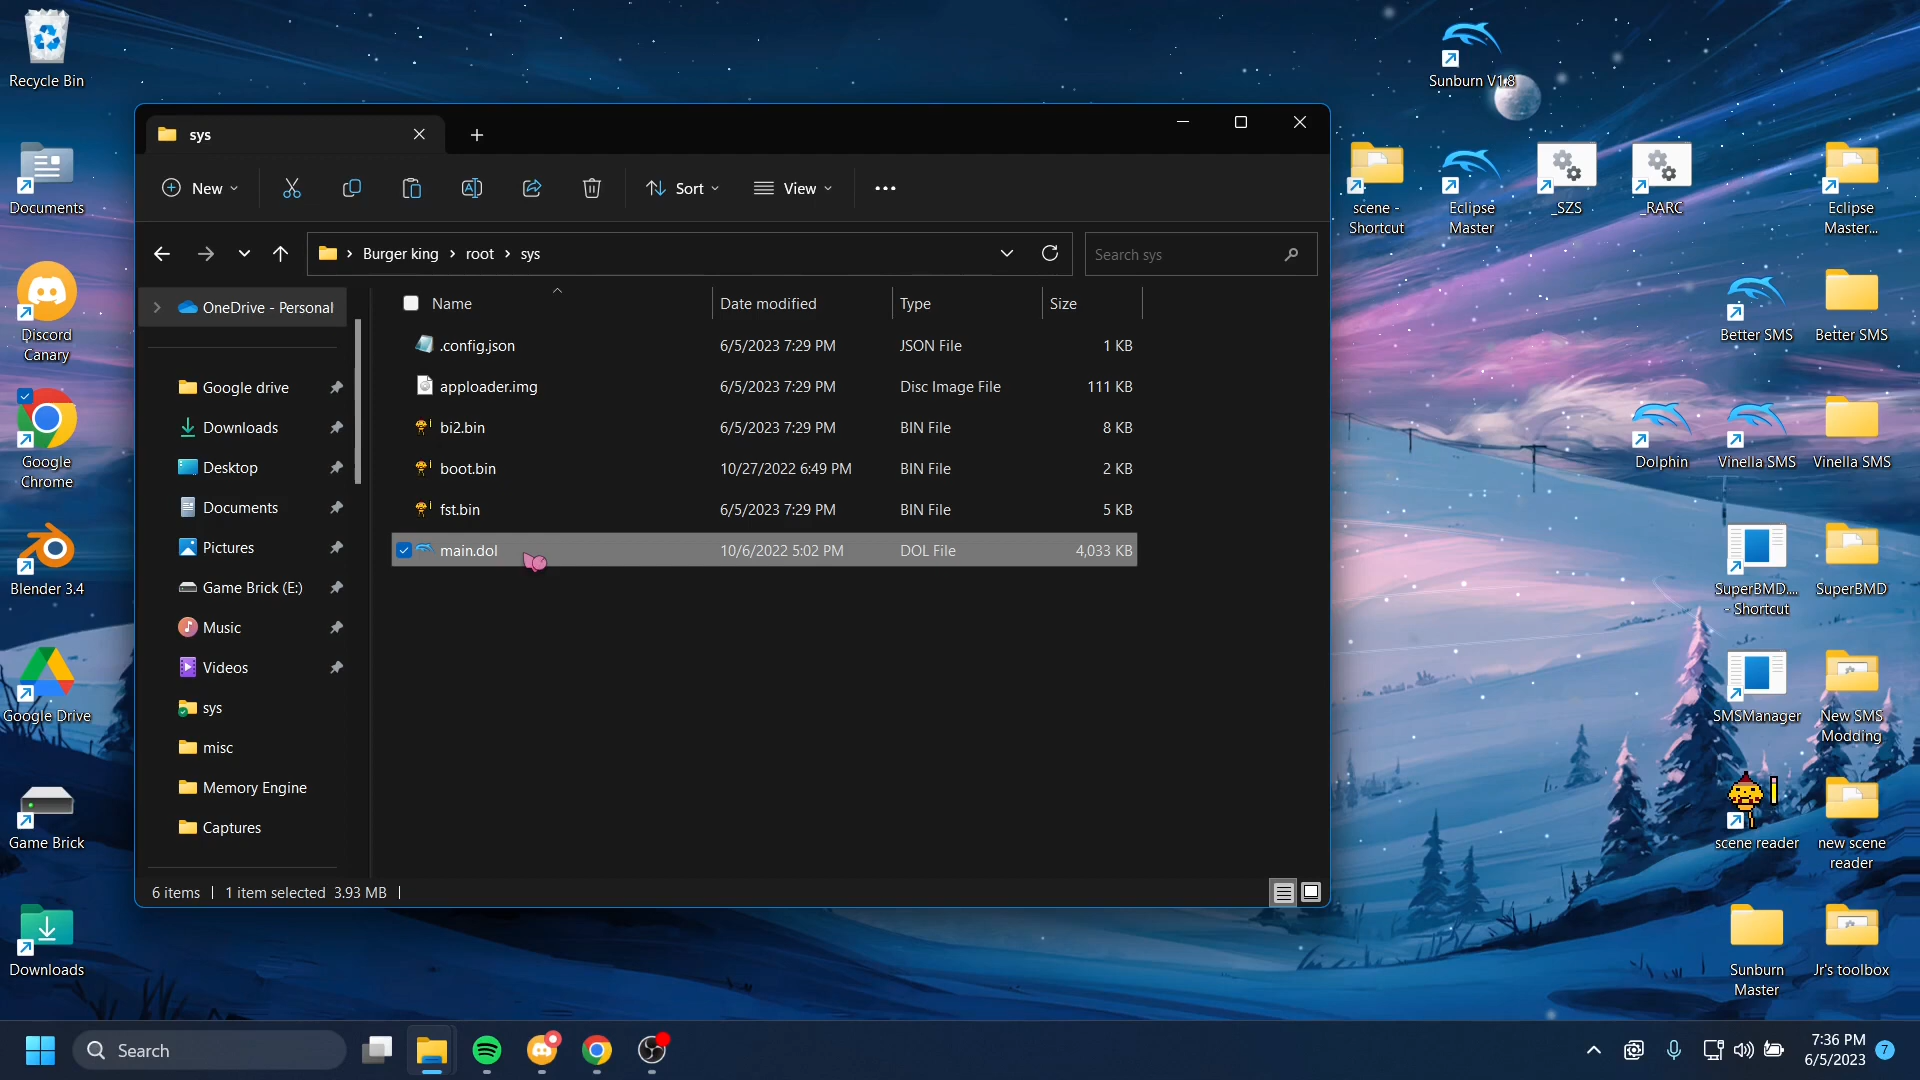 Recycle Bin
Documents
Discord
Canary
Google
Chrome
Blender 3.4
Google Drive
Game Brick
Downloads
sys
New
Sort
View
Burger king
root
sys
Search sys
OneDrive - Personal
Google drive
Downloads
Desktop
Documents
Pictures
Game Brick (E:)
Music
Videos
sys
misc
Memory Engine
Captures
Name Date modified Type Size
.config.json 6/5/2023 7:29 PM JSON File 1 KB
apploader.img 6/5/2023 7:29 PM Disc Image File 111 KB
bi2.bin 6/5/2023 7:29 PM BIN File 8 KB
boot.bin 10/27/2022 6:49 PM BIN File 2 KB
fst.bin 6/5/2023 7:29 PM BIN File 5 KB
main.dol 10/6/2022 5:02 PM DOL File 4,033 KB
6 items 1 item selected 3.93 MB
Sunburn V1.8
scene -
Shortcut
Eclipse
Master
_SZS
_RARC
Eclipse
Master...
Better SMS
Better SMS
Dolphin
Vinella SMS
Vinella SMS
SuperBMD....
- Shortcut
SuperBMD
SMSManager
New SMS
Modding
scene reader
new scene
reader
Sunburn
Master
Jr's toolbox
Search
7:36 PM
6/5/2023
7